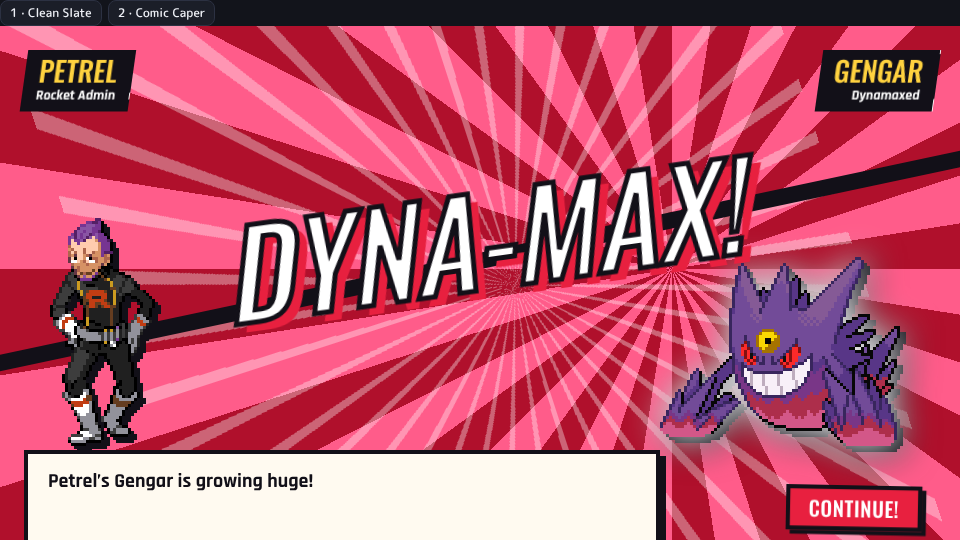 1 · Clean Slate
2 · Comic Caper
PETREL
Rocket Admin
GENGAR
Dynamaxed
DYNA-MAX!
R
Petrel's Gengar is growing huge!
CONTINUE!